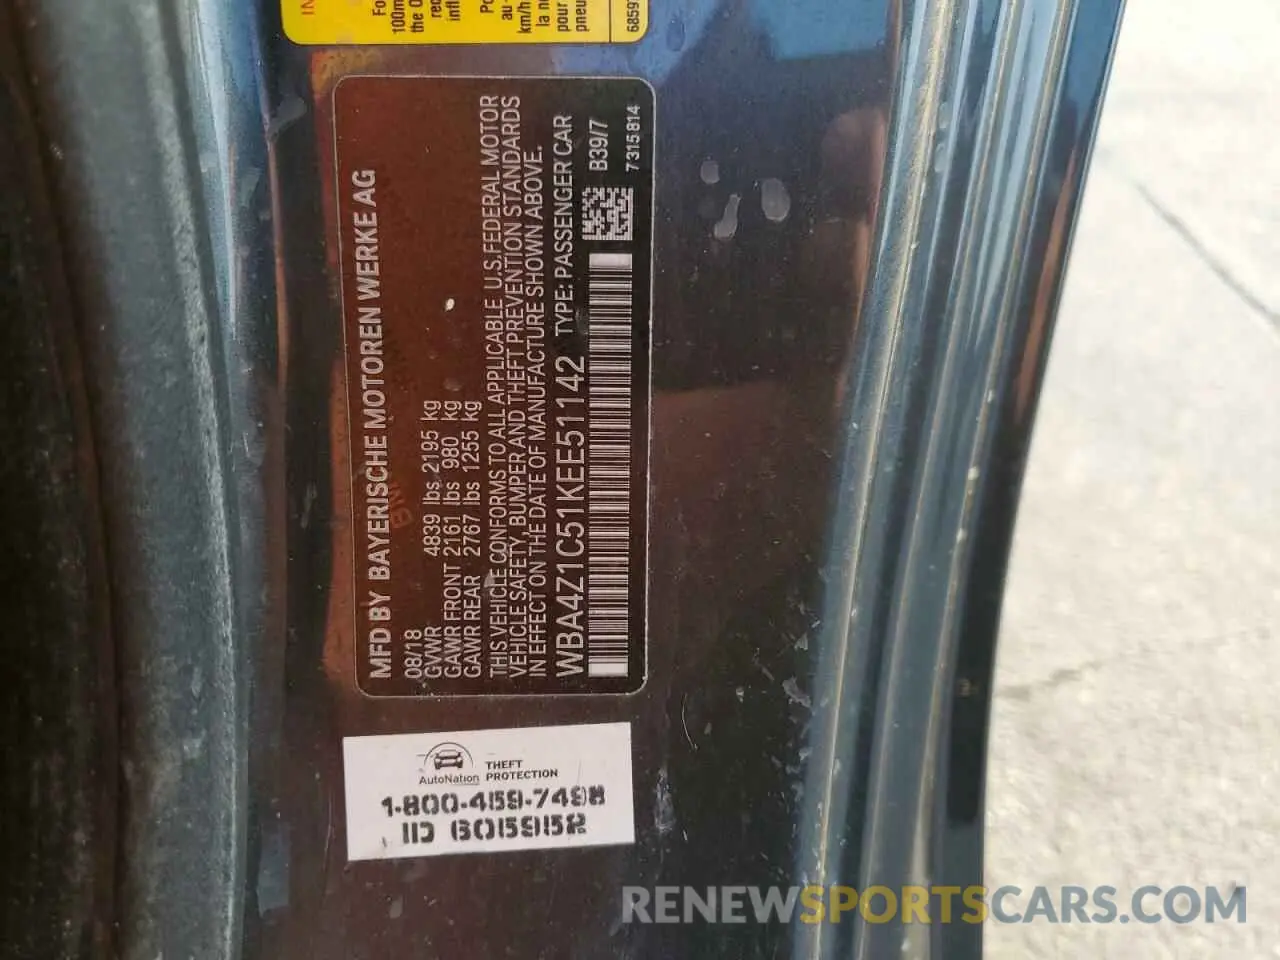 MFD BY BAYERISCHE MOTOREN WERKE AG
08/18
GVWR 4839 lbs 2195 kg
GAWR FRONT 2161 lbs 980 kg
GAWR REAR 2767 lbs 1255 kg
THIS VEHICLE CONFORMS TO ALL APPLICABLE U.S. FEDERAL MOTOR
VEHICLE SAFETY, BUMPER AND THEFT PREVENTION STANDARDS
IN EFFECT ON THE DATE OF MANUFACTURE SHOWN ABOVE.
WBA4Z1C51KEE51142 TYPE: PASSENGER CAR
B39/7
7315814
AutoNation THEFT PROTECTION
1-800-459-7498
ID 6015952
RENEWSPORTSCARS.COM